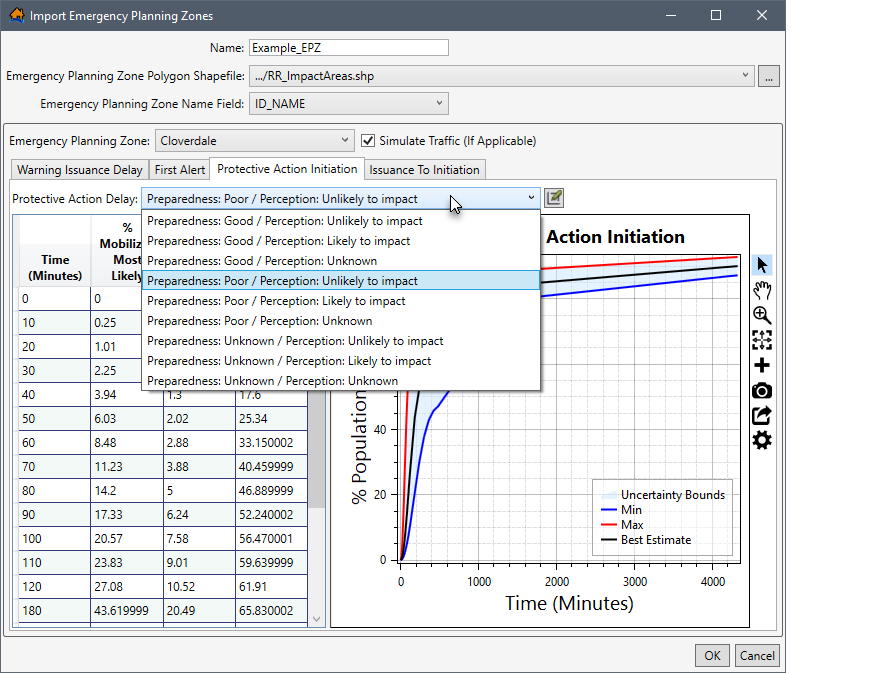 Import Emergency Planning Zones
Name: Example_EPZ
Emergency Planning Zone Polygon Shapefile: .../RR_ImpactAreas.shp ...
Emergency Planning Zone Name Field: ID_NAME
Emergency Planning Zone: Cloverdale Simulate Traffic (If Applicable)
Warning Issuance Delay First Alert Protective Action Initiation Issuance To Initiation
Protective Action Delay: Preparedness: Poor / Perception: Unlikely to impact
Preparedness: Good / Perception: Unlikely to impact
Preparedness: Good / Perception: Likely to impact
Preparedness: Good / Perception: Unknown
Preparedness: Poor / Perception: Unlikely to impact
Preparedness: Poor / Perception: Likely to impact
Preparedness: Poor / Perception: Unknown
Preparedness: Unknown / Perception: Unlikely to impact
Preparedness: Unknown / Perception: Likely to impact
Preparedness: Unknown / Perception: Unknown
Time
(Minutes)
%
Mobiliz
Most
Likely
0 0
10 0.25
20 1.01
30 2.25
40 3.94 1.3 17.6
50 6.03 2.02 25.34
60 8.48 2.88 33.150002
70 11.23 3.88 40.459999
80 14.2 5 46.889999
90 17.33 6.24 52.240002
100 20.57 7.58 56.470001
110 23.83 9.01 59.639999
120 27.08 10.52 61.91
180 43.619999 20.49 65.830002
Action Initiation
% Population
40
20
0
0 1000 2000 3000 4000
Time (Minutes)
Uncertainty Bounds
Min
Max
Best Estimate
OK Cancel